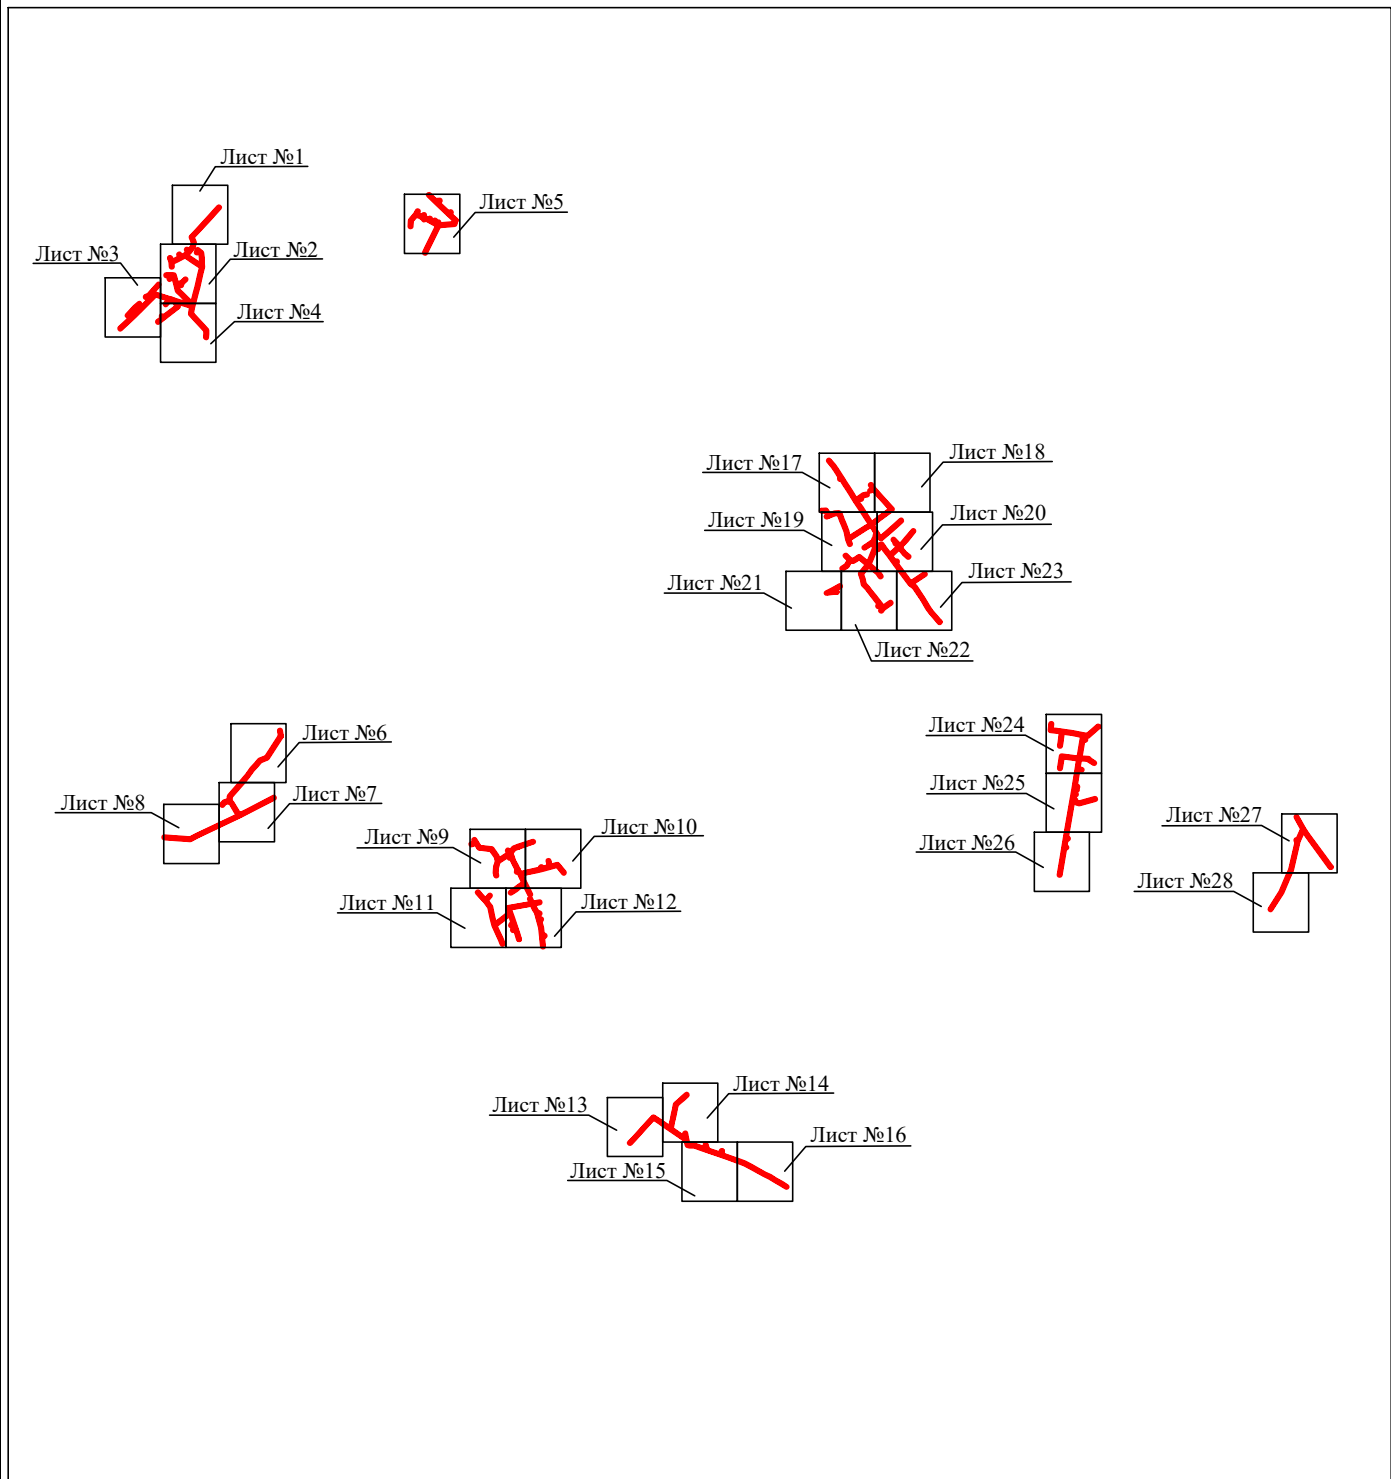 Лист №1
Лист №5
Лист №3
Лист №2
Лист №4
Лист №17
Лист №18
Лист №19
Лист №20
Лист №21
Лист №23
Лист №22
Лист №6
Лист №8
Лист №7
Лист №24
Лист №25
Лист №26
Лист №27
Лист №28
Лист №9
Лист №10
Лист №11
Лист №12
Лист №13
Лист №14
Лист №15
Лист №16